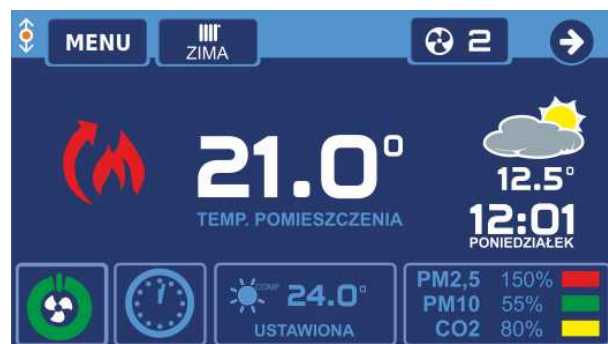 MENU
ZIMA
2
21.0°
TEMP. POMIESZCZENIA
12.5°
12:01
PONIEDZIAŁEK
COMF 24.0°
USTAWIONA
PM2,5 150%
PM10 55%
CO2 80%